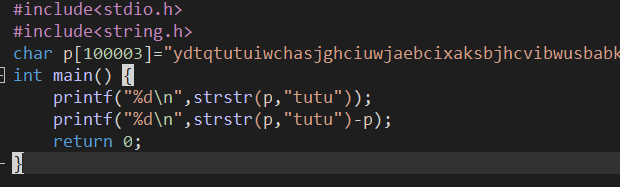 #include<stdio.h>
#include<string.h>
char p[100003]="ydtqtutuiwchasjghciuwjaebcixaksbjhcvibwusbabk
int main() {
printf("%d\n",strstr(p,"tutu"));
printf("%d\n",strstr(p,"tutu")-p);
return 0;
}